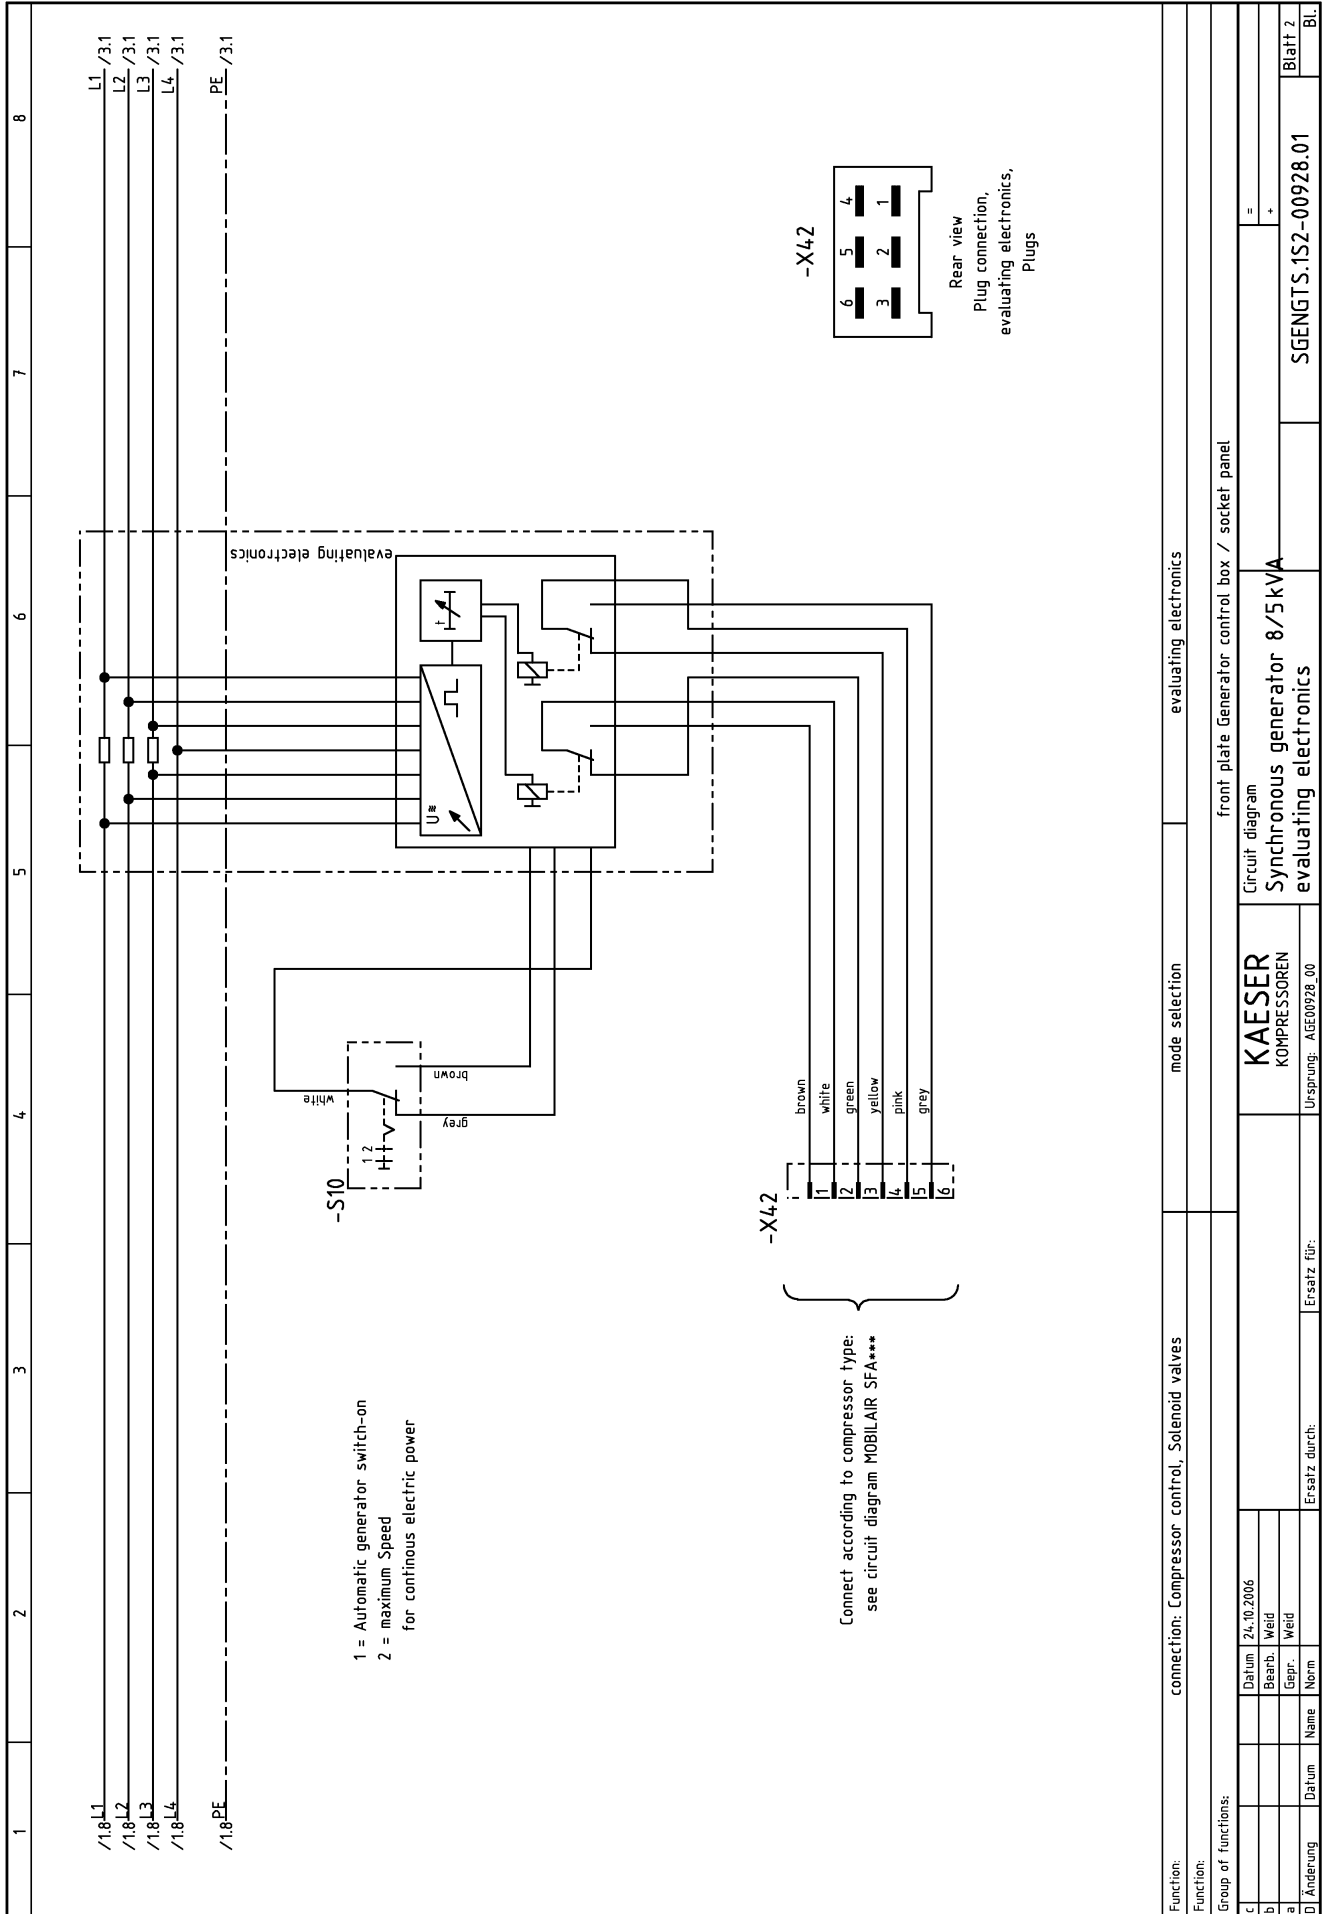 1 2 3 4 5 6 7 8
/1.8 L1 L1 /3.1
/1.8 L2 L2 /3.1
/1.8 L3 L3 /3.1
/1.8 L4 L4 /3.1
/1.8 PE PE /3.1
evaluating electronics
U
t
-S10
1 2
white
brown
grey
1 = Automatic generator switch-on
2 = maximum Speed
for continous electric power
-X42
1
2
3
4
5
6
brown
white
green
yellow
pink
grey
Connect according to compressor type:
see circuit diagram MOBILAIR SFA***
-X42
6 5 4
3 2 1
Rear view
Plug connection,
evaluating electronics,
Plugs
Function:
connection: Compressor control, Solenoid valves
mode selection
evaluating electronics
Function:
Group of functions:
front plate Generator control box / socket panel
c
b
a
D Änderung
Datum
Name
Datum 24.10.2006
Bearb. Weid
Gepr. Weid
Norm
Ersatz durch:
Ersatz für:
KAESER
KOMPRESSOREN
Ursprung: AGE00928_00
Circuit diagram
Synchronous generator 8/5kVA
evaluating electronics
=
+
SGENGTS.1S2-00928.01
Blatt 2
Bl.